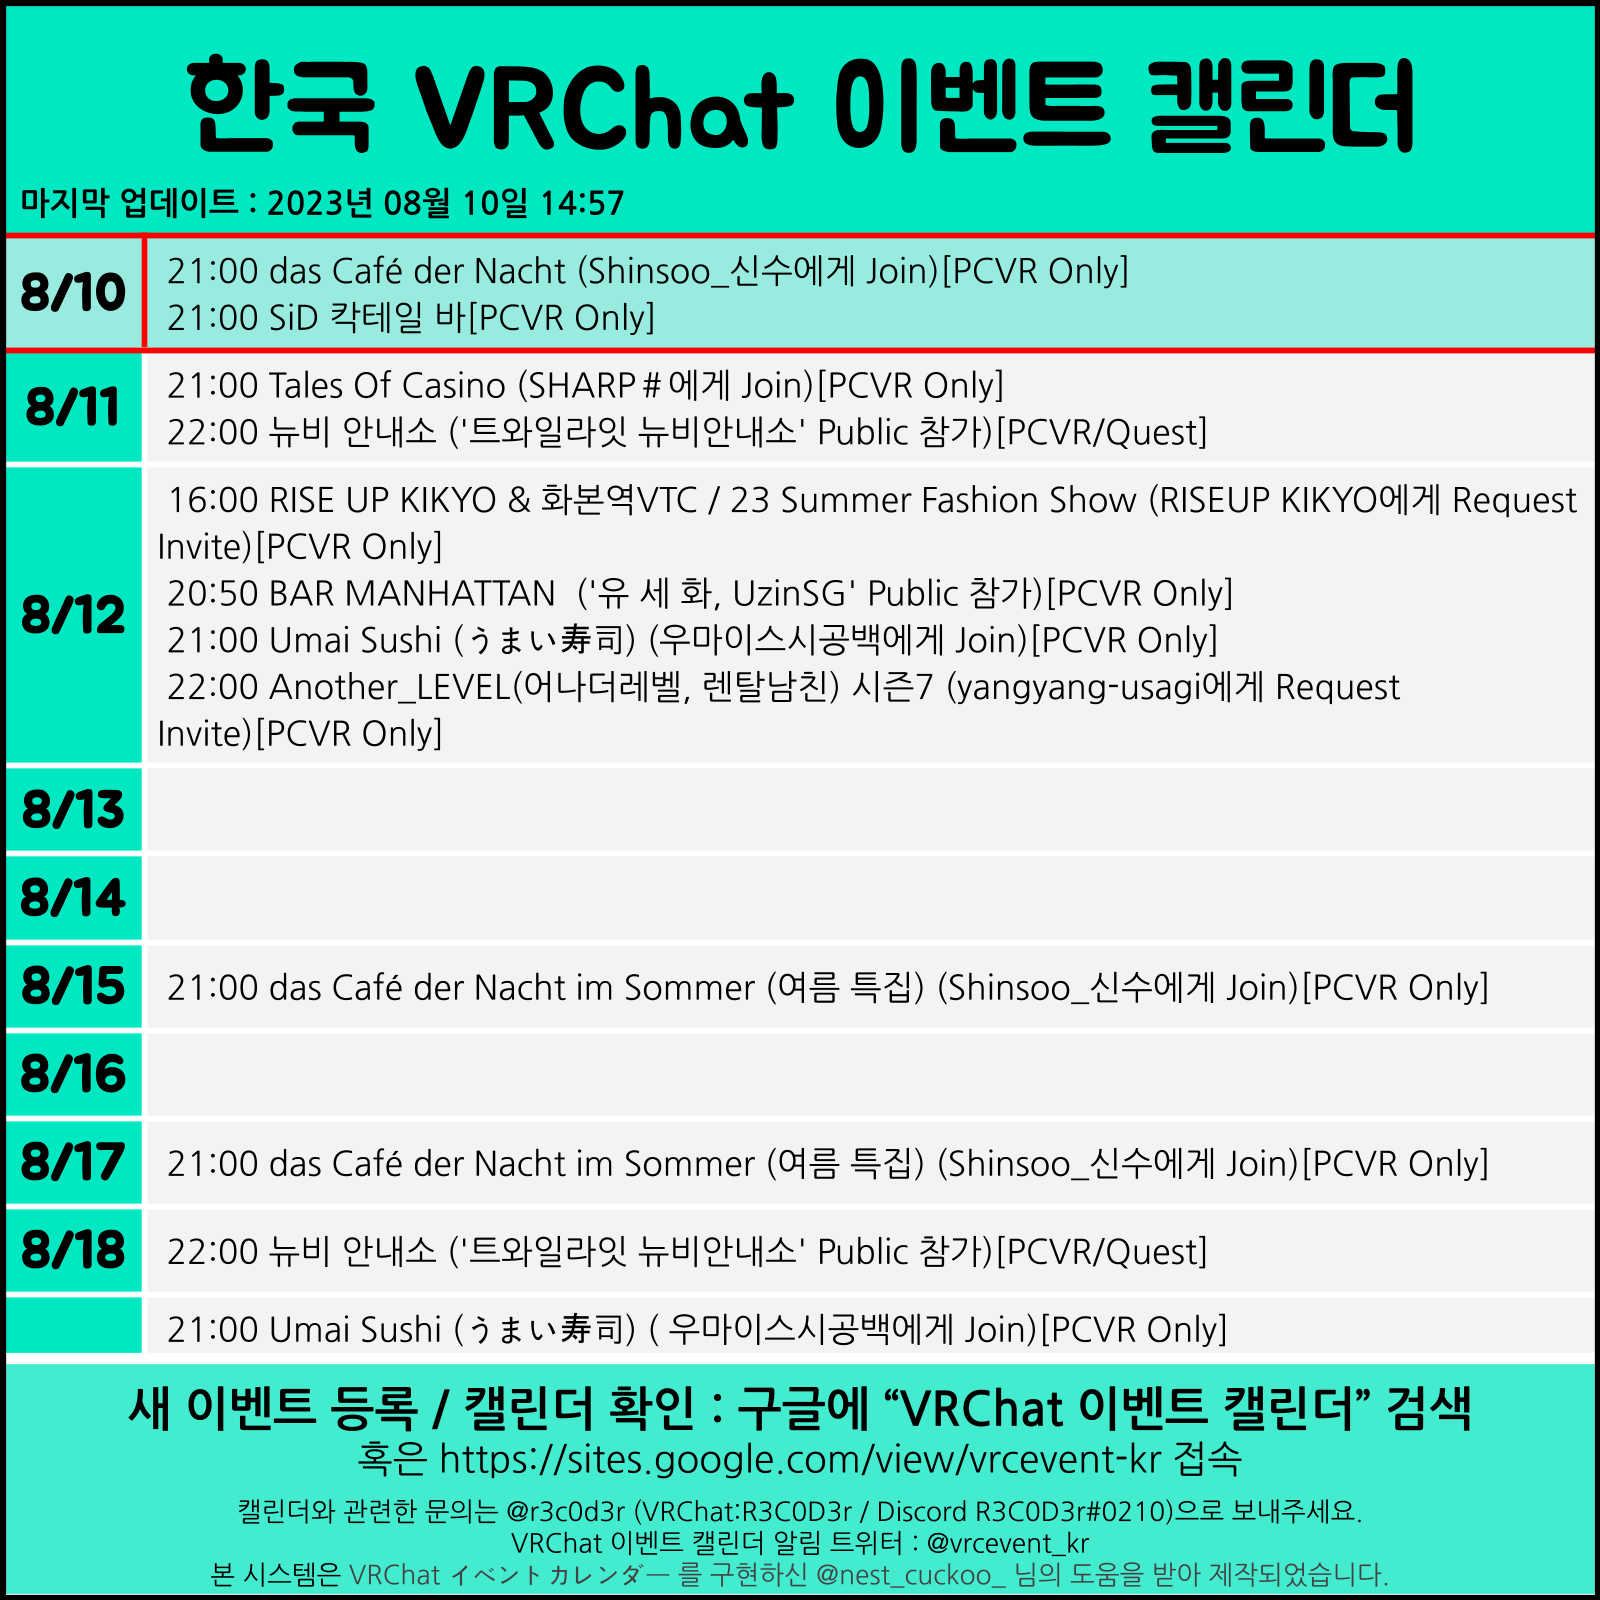 한국 VRChat 이벤트 캘린더
마지막 업데이트 : 2023년 08월 10일 14:57
8/10
21:00 das Café der Nacht (Shinsoo_신수에게 Join)[PCVR Only]
21:00 SiD 칵테일 바[PCVR Only]
8/11
21:00 Tales Of Casino (SHARP#에게 Join)[PCVR Only]
22:00 뉴비 안내소 ('트와일라잇 뉴비안내소' Public 참가)[PCVR/Quest]
8/12
16:00 RISE UP KIKYO & 화본역VTC / 23 Summer Fashion Show (RISEUP KIKYO에게 Request
Invite)[PCVR Only]
20:50 BAR MANHATTAN  ('유 세 화, UzinSG' Public 참가)[PCVR Only]
21:00 Umai Sushi (うまい寿司) (우마이스시공백에게 Join)[PCVR Only]
22:00 Another_LEVEL(어나더레벨, 렌탈남친) 시즌7 (yangyang-usagi에게 Request
Invite)[PCVR Only]
8/13
8/14
8/15
21:00 das Café der Nacht im Sommer (여름 특집) (Shinsoo_신수에게 Join)[PCVR Only]
8/16
8/17
21:00 das Café der Nacht im Sommer (여름 특집) (Shinsoo_신수에게 Join)[PCVR Only]
8/18
22:00 뉴비 안내소 ('트와일라잇 뉴비안내소' Public 참가)[PCVR/Quest]
21:00 Umai Sushi (うまい寿司) ( 우마이스시공백에게 Join)[PCVR Only]
새 이벤트 등록 / 캘린더 확인 : 구글에 “VRChat 이벤트 캘린더” 검색
혹은 https://sites.google.com/view/vrcevent-kr 접속
캘린더와 관련한 문의는 @r3c0d3r (VRChat:R3C0D3r / Discord R3C0D3r#0210)으로 보내주세요.
VRChat 이벤트 캘린더 알림 트위터 : @vrcevent_kr
본 시스템은 VRChat イベントカレンダー 를 구현하신 @nest_cuckoo_ 님의 도움을 받아 제작되었습니다.